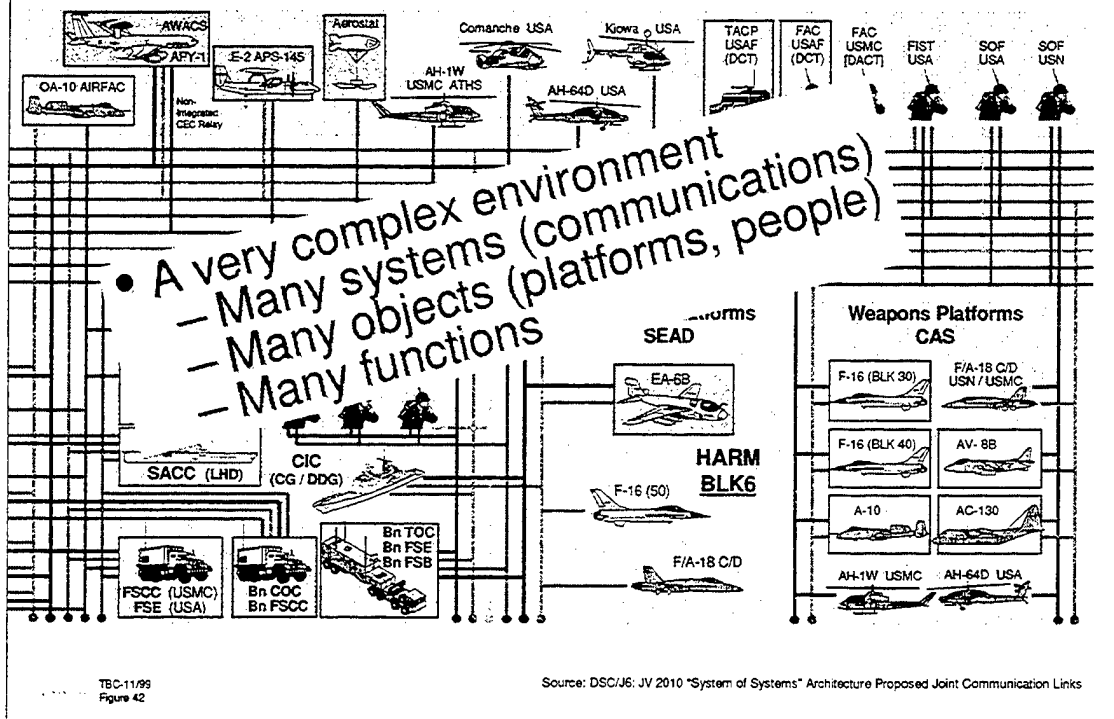 AWACS
APY-1
E-2 APS-145
Aerostat
Comanche USA
Kiowa USA
TACP
USAF
(DCT)
FAC
USAF
(DCT)
FAC
USMC
[DACT]
FIST
USA
SOF
USA
SOF
USN
OA-10 AIRFAC
Non-
Integrated
CEC Relay
AH-1W
USMC ATHS
AH-64D USA
• A very complex environment
– Many systems (communications)
– Many objects (platforms, people)
– Many functions
SEAD
Weapons Platforms
CAS
EA-6B
F-16 (BLK 30)
F/A-18 C/D
USN / USMC
F-16 (BLK 40)
AV- 8B
HARM
BLK6
SACC (LHD)
CIC
(CG / DDG)
F-16 (50)
A-10
AC-130
Bn TOC
Bn FSE
Bn FSB
F/A-18 C/D
AH-1W USMC
AH-64D USA
FSCC (USMC)
FSE (USA)
Bn COC
Bn FSCC
TBC-11/99
Figure 42
Source: DSC/J6: JV 2010 "System of Systems" Architecture Proposed Joint Communication Links